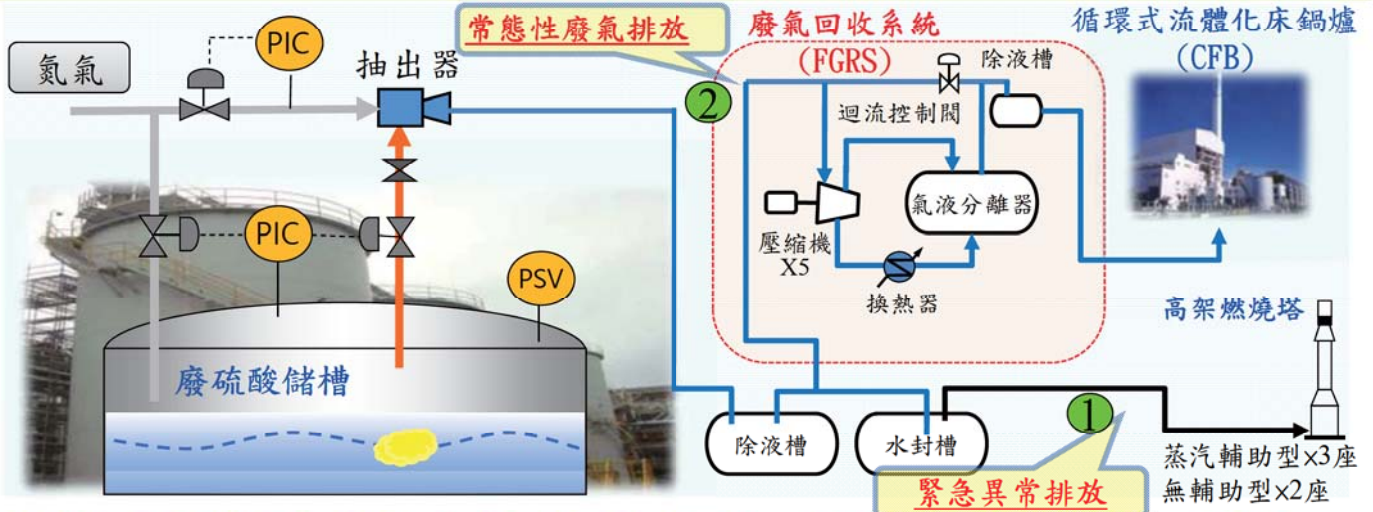 氮氣
PIC
抽出器
常態性廢氣排放
廢氣回收系統
(FGRS)
循環式流體化床鍋爐
(CFB)
2
除液槽
迴流控制閥
氣液分離器
壓縮機
X5
換熱器
PIC
PSV
廢硫酸儲槽
高架燃燒塔
除液槽
水封槽
1
緊急異常排放
蒸汽輔助型x3座
無輔助型x2座